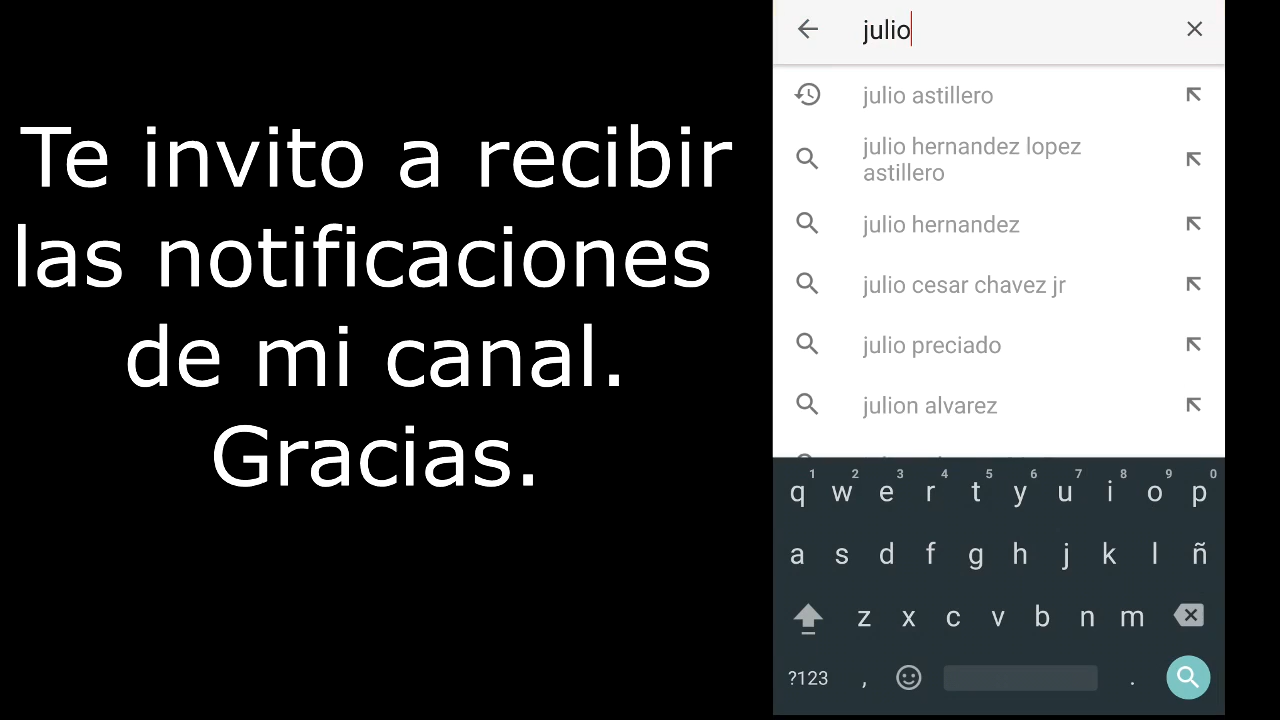 Te invito a recibir
las notificaciones
de mi canal.
Gracias.
julio
julio astillero
julio hernandez lopez
astillero
julio hernandez
julio cesar chavez jr
julio preciado
julion alvarez
1 2 3 4 5 6 7 8 9 0
q w e r t y u i o p
a s d f g h j k l ñ
z x c v b n m
?123 , .